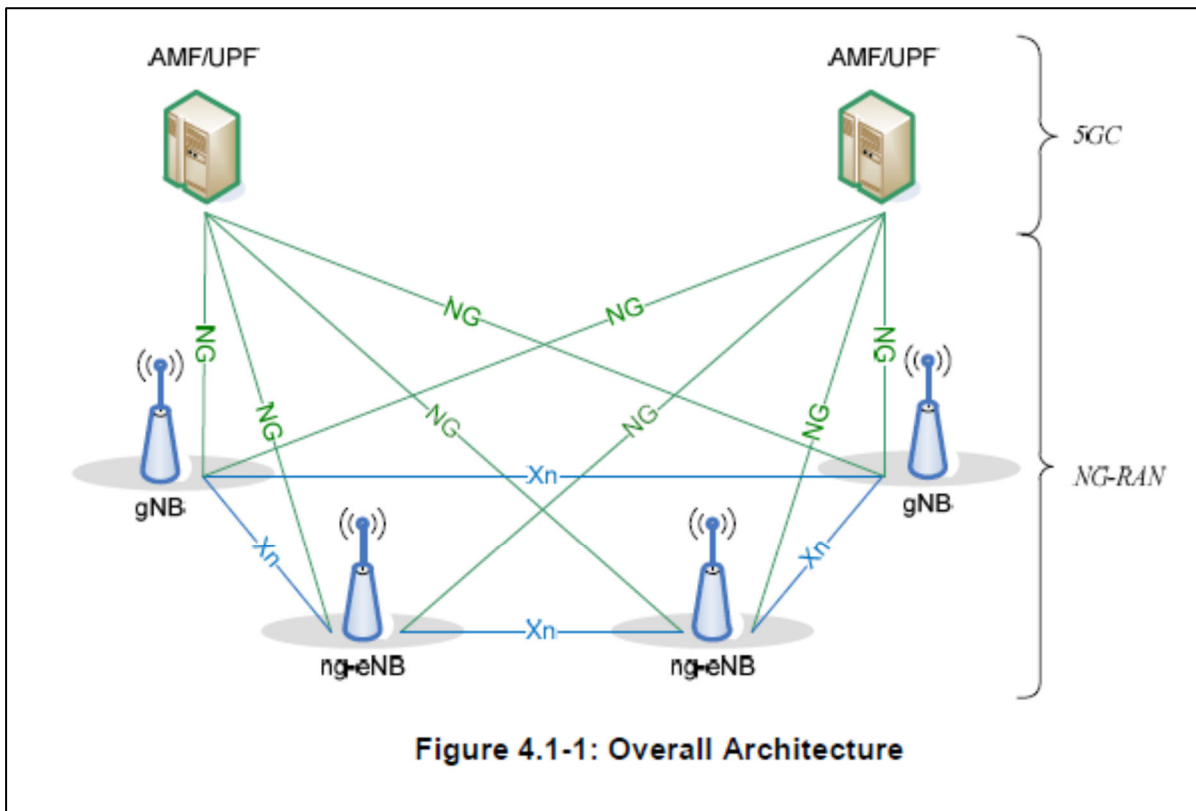 AMF/UPF
AMF/UPF
5GC
NG
NG
NG
NG
NG
NG
NG
NG
gNB
Xn
gNB
NG-RAN
Xn
Xn
ng-eNB
Xn
ng-eNB
Figure 4.1-1: Overall Architecture